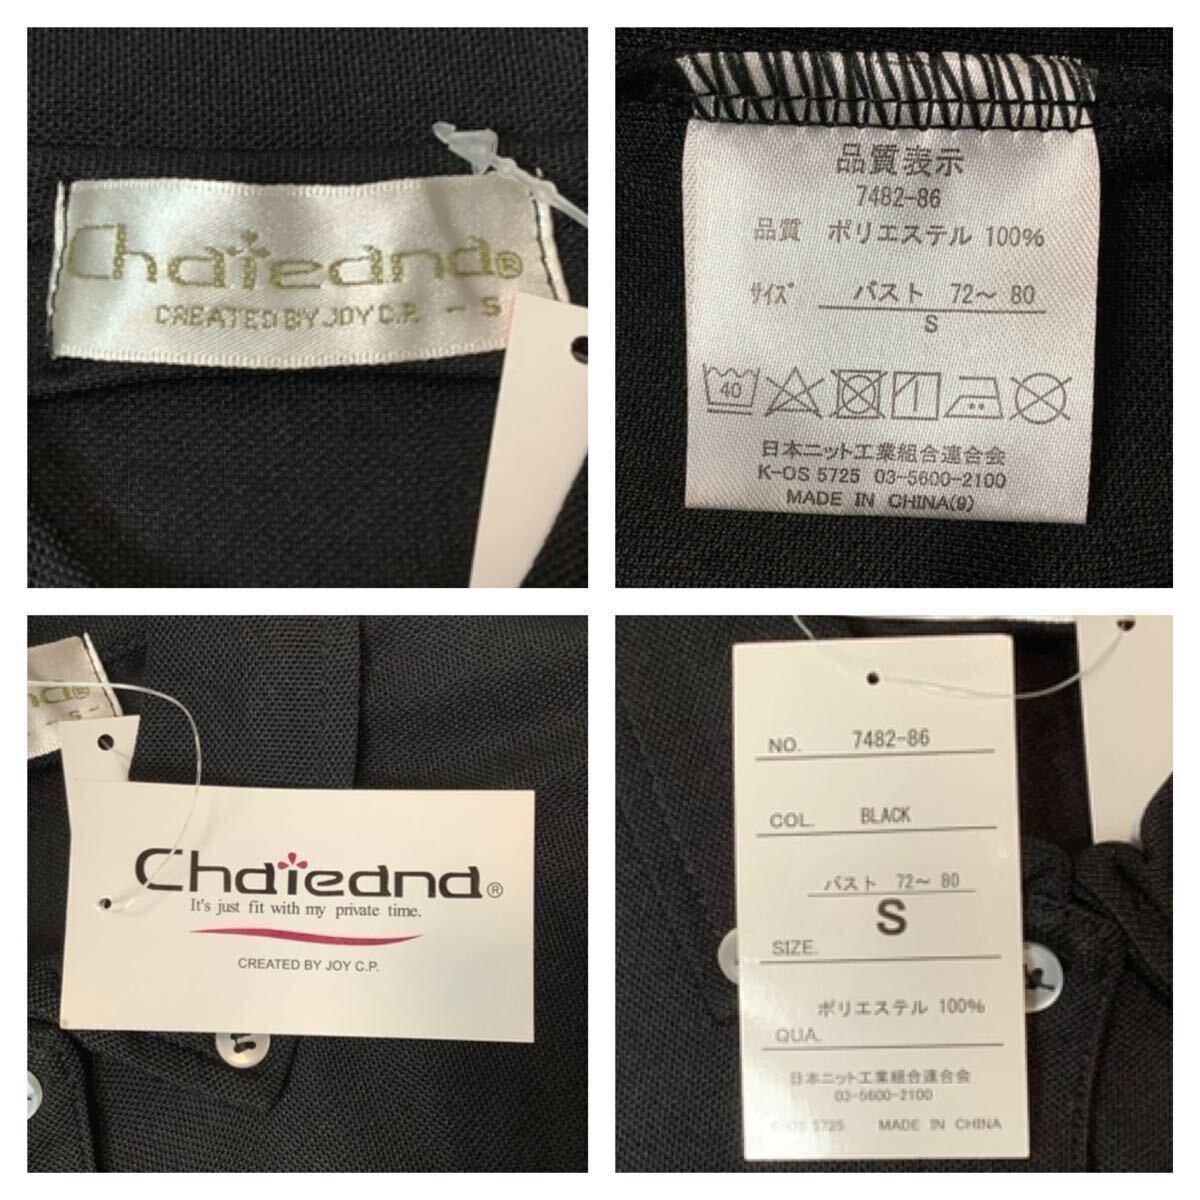 Chaieand®
CREATED BY JOY C.P. - S
品質表示
7482-86
品質 ポリエステル 100%
サイズ バスト 72～ 80
S
40
日本ニット工業組合連合会
K-OS 5725 03-5600-2100
MADE IN CHINA(9)
nd®
- S -
Chaieand®
It's just fit with my private time.
CREATED BY JOY C.P.
NO. 7482-86
COL. BLACK
バスト 72～ 80
S
SIZE.
ポリエステル 100%
QUA.
日本ニット工業組合連合会
03-5600-2100
K-OS 5725 MADE IN CHINA